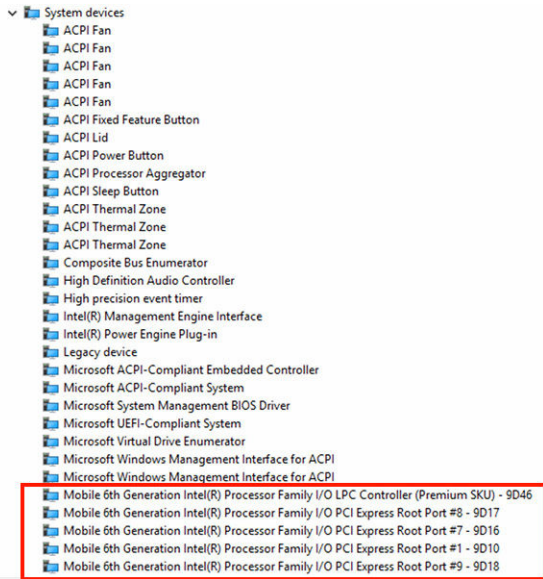 System devices
ACPI Fan
ACPI Fan
ACPI Fan
ACPI Fan
ACPI Fan
ACPI Fixed Feature Button
ACPI Lid
ACPI Power Button
ACPI Processor Aggregator
ACPI Sleep Button
ACPI Thermal Zone
ACPI Thermal Zone
ACPI Thermal Zone
Composite Bus Enumerator
High Definition Audio Controller
High precision event timer
Intel(R) Management Engine Interface
Intel(R) Power Engine Plug-in
Legacy device
Microsoft ACPI-Compliant Embedded Controller
Microsoft ACPI-Compliant System
Microsoft System Management BIOS Driver
Microsoft UEFI-Compliant System
Microsoft Virtual Drive Enumerator
Microsoft Windows Management Interface for ACPI
Microsoft Windows Management Interface for ACPI
Mobile 6th Generation Intel(R) Processor Family I/O LPC Controller (Premium SKU) - 9D46
Mobile 6th Generation Intel(R) Processor Family I/O PCI Express Root Port #8 - 9D17
Mobile 6th Generation Intel(R) Processor Family I/O PCI Express Root Port #7 - 9D16
Mobile 6th Generation Intel(R) Processor Family I/O PCI Express Root Port #1 - 9D10
Mobile 6th Generation Intel(R) Processor Family I/O PCI Express Root Port #9 - 9D18